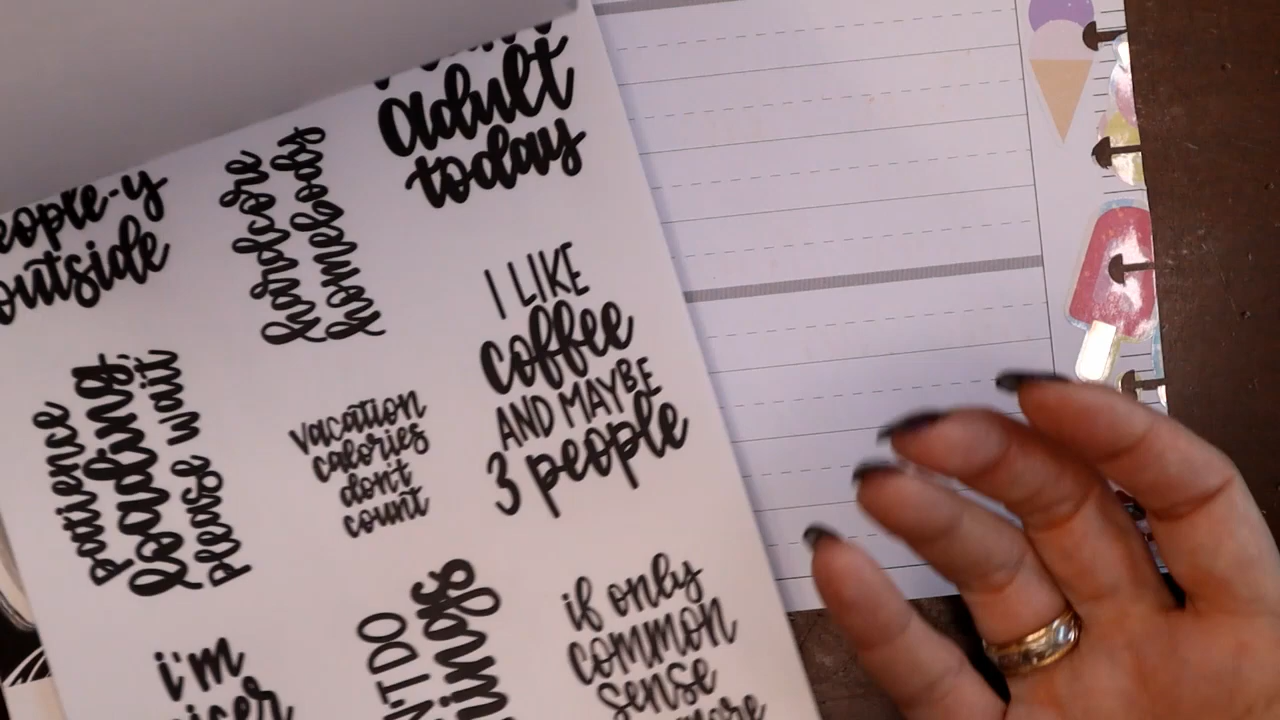 adult
today
people-y
outside
hardcore
homebody
I LIKE
coffee
AND MAYBE
3 people
patience
loading,
please wait
vacation
calories
don't
count
if only
common
sense
i'm